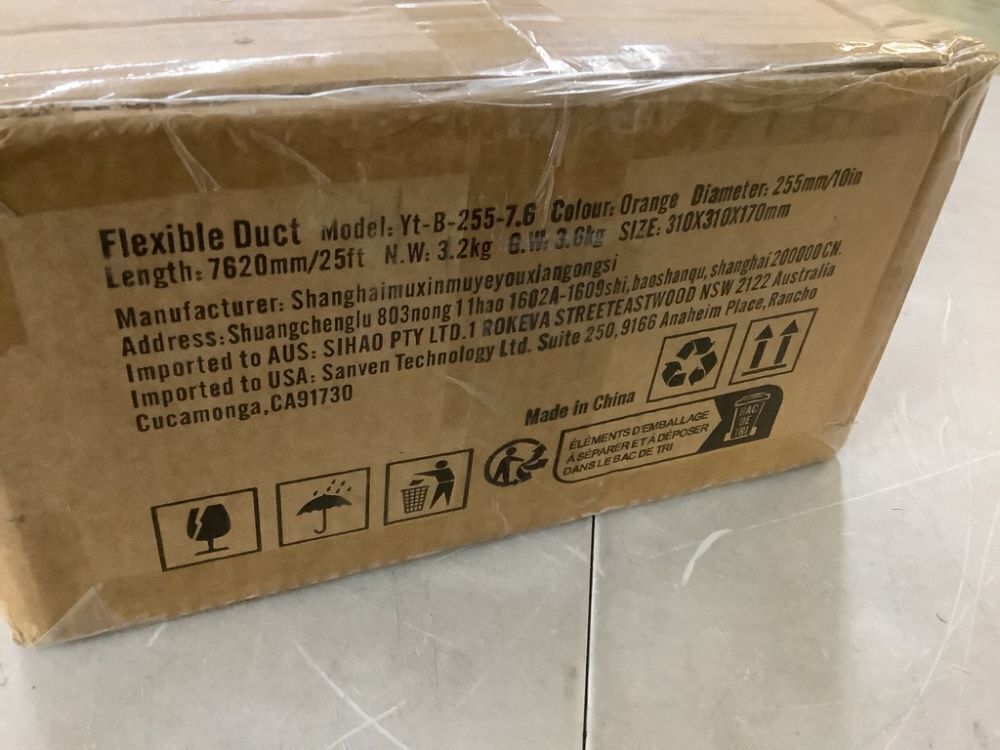 Flexible Duct Model: Yt-B-255-7.6 Colour: Orange Diameter: 255mm/10in
Length: 7620mm/25ft N.W: 3.2kg G.W: 3.6kg SIZE: 310X310X170mm
Manufacturer: Shanghaimuxinmuyeyouxiangongsi
Address: Shuangchenglu 803nong11hao 1602A-1609shi, baoshanqu, shanghai 200000 CN.
Imported to AUS: SIHAO PTY LTD.1 ROKEVA STREETEASTWOOD NSW 2122 Australia
Imported to USA: Sanven Technology Ltd. Suite 250, 9166 Anaheim Place, Rancho
Cucamonga, CA91730
Made in China
ÉLÉMENTS D'EMBALLAGE
À SÉPARER ET À DÉPOSER
DANS LE BAC DE TRI
BAC
DE
TRI